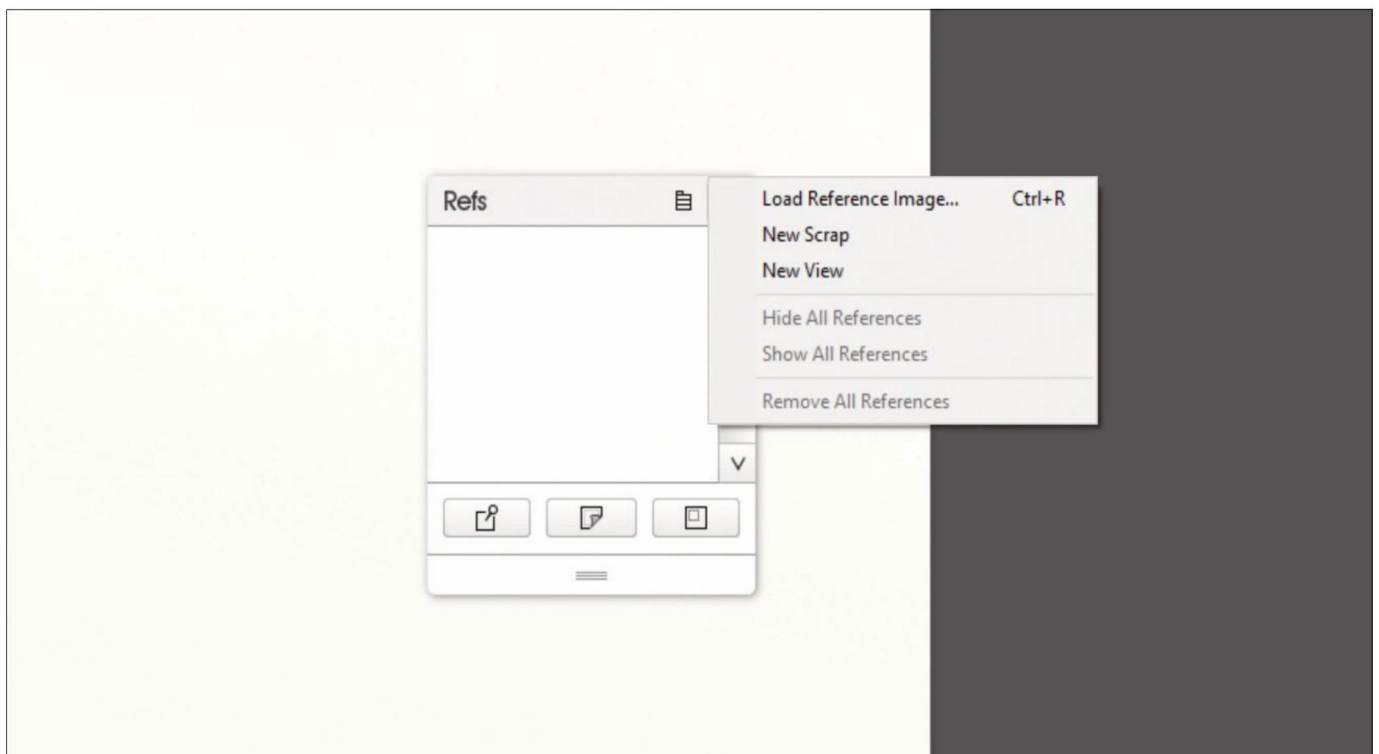 Refs
Load Reference Image... Ctrl+R
New Scrap
New View
Hide All References
Show All References
Remove All References